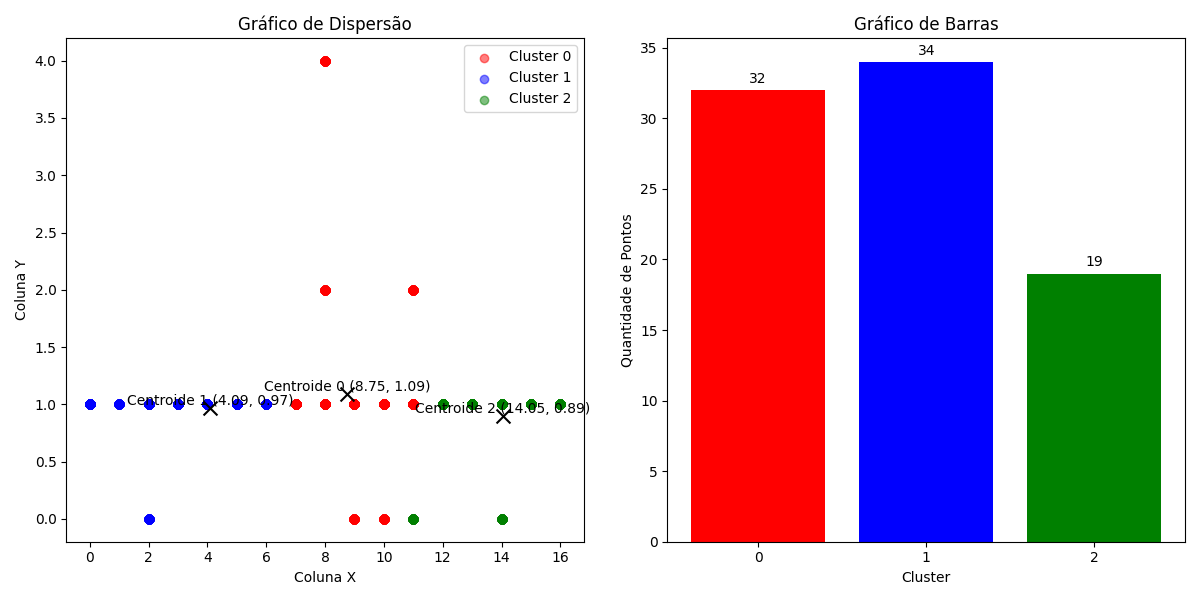 Gráfico de Dispersão
Cluster 0
Cluster 1
Cluster 2
4.0
3.5
3.0
2.5
2.0
1.5
1.0
0.5
0.0
Coluna Y
Centroide 0 (8.75, 1.09)
Centroide 1 (4.09, 0.97)
Centroide 2 (14.05, 0.89)
0 2 4 6 8 10 12 14 16
Coluna X
Gráfico de Barras
35
30
25
20
15
10
5
0
Quantidade de Pontos
32
34
19
0 1 2
Cluster